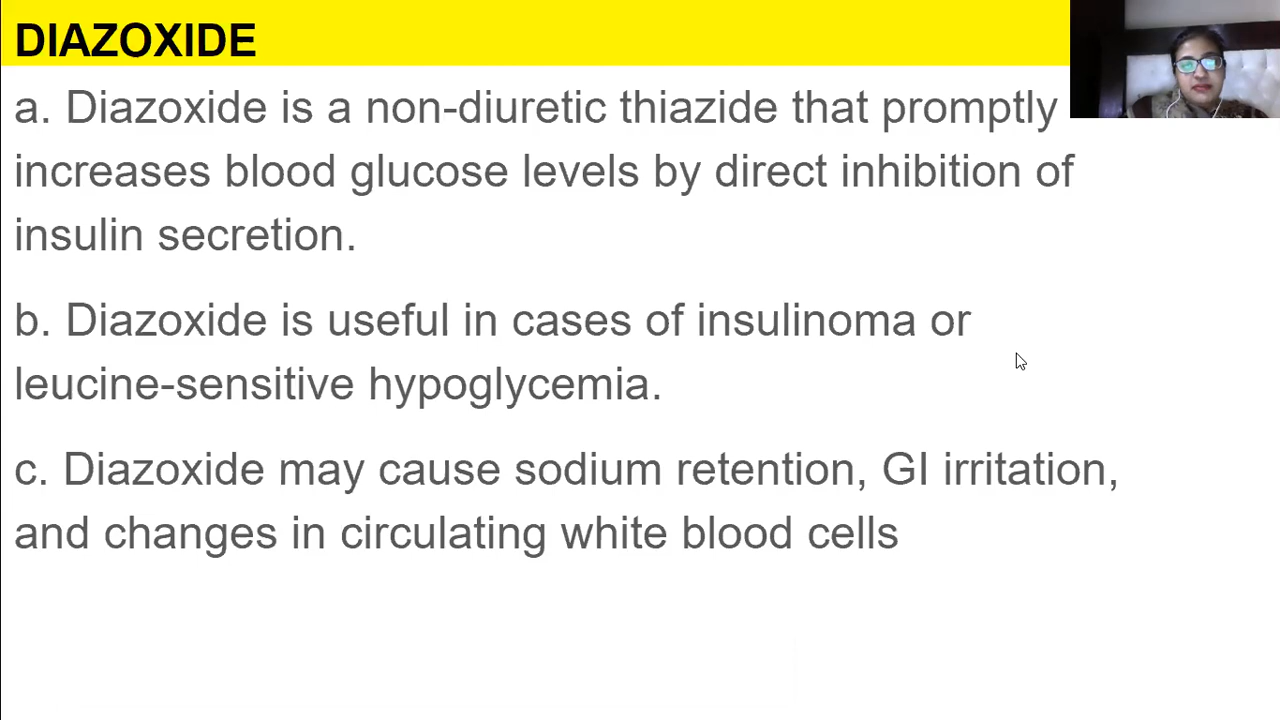 DIAZOXIDE
a. Diazoxide is a non-diuretic thiazide that promptly
increases blood glucose levels by direct inhibition of
insulin secretion.
b. Diazoxide is useful in cases of insulinoma or
leucine-sensitive hypoglycemia.
c. Diazoxide may cause sodium retention, GI irritation,
and changes in circulating white blood cells